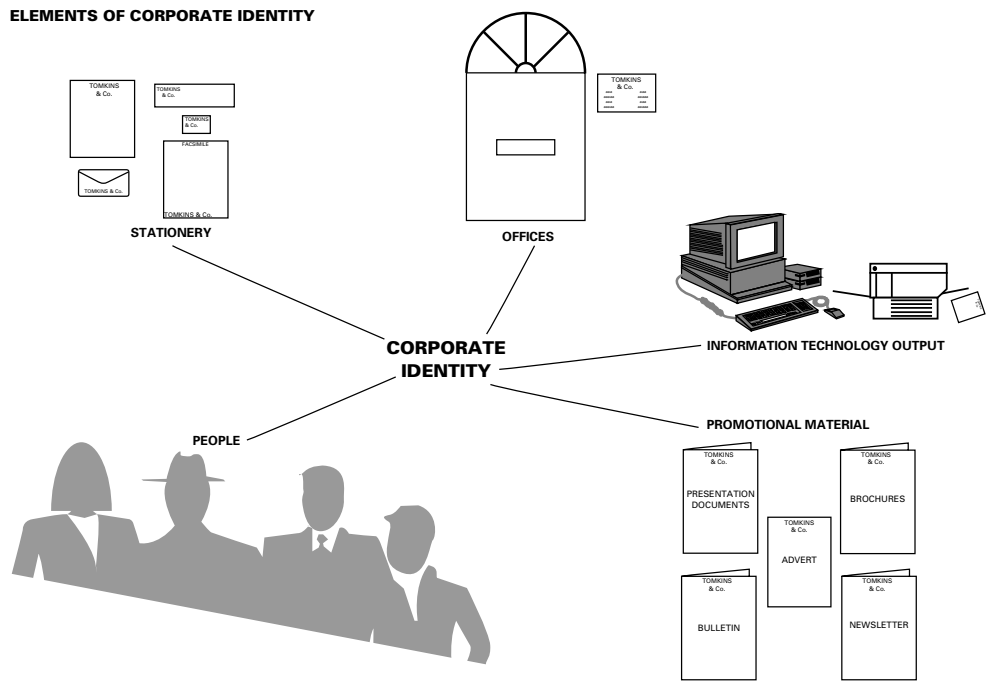 ELEMENTS OF CORPORATE IDENTITY
TOMKINS
& Co.
TOMKINS
& Co.
TOMKINS
& Co.
FACSIMILE
TOMKINS & Co.
TOMKINS & Co.
STATIONERY
TOMKINS
& Co.
OFFICES
INFORMATION TECHNOLOGY OUTPUT
CORPORATE
IDENTITY
PEOPLE
PROMOTIONAL MATERIAL
TOMKINS
& Co.
PRESENTATION
DOCUMENTS
TOMKINS
& Co.
BROCHURES
TOMKINS
& Co.
ADVERT
TOMKINS
& Co.
BULLETIN
TOMKINS
& Co.
NEWSLETTER